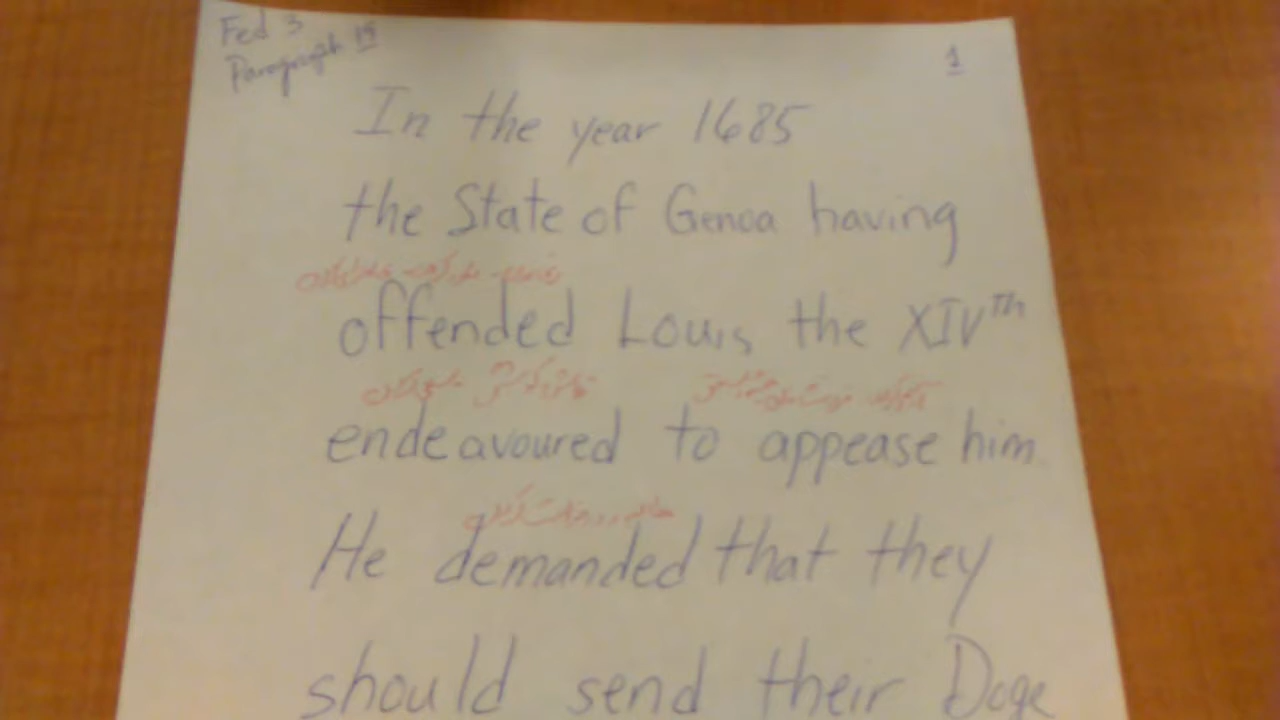 Fed 3
Paragraph 19
1
In the year 1685
the State of Genoa having
offended Louis the XIVth
endeavoured to appease him.
He demanded that they
should send their Doge